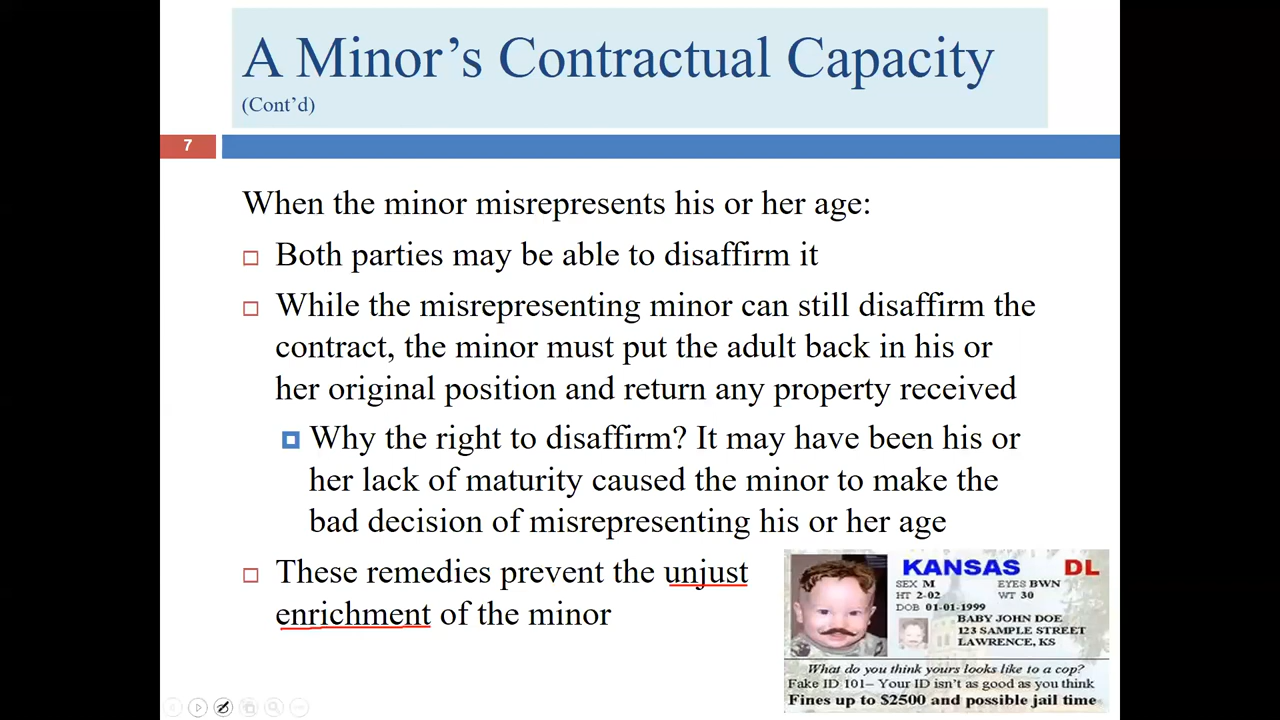 A Minor's Contractual Capacity
(Cont'd)
7
When the minor misrepresents his or her age:
Both parties may be able to disaffirm it
While the misrepresenting minor can still disaffirm the
contract, the minor must put the adult back in his or
her original position and return any property received
Why the right to disaffirm? It may have been his or
her lack of maturity caused the minor to make the
bad decision of misrepresenting his or her age
These remedies prevent the unjust
enrichment of the minor
KANSAS DL
SEX M EYES BWN
HT 2-02 WT 30
DOB 01-01-1999
BABY JOHN DOE
123 SAMPLE STREET
LAWRENCE, KS
What do you think yours looks like to a cop?
Fake ID 101– Your ID isn't as good as you think
Fines up to $2500 and possible jail time